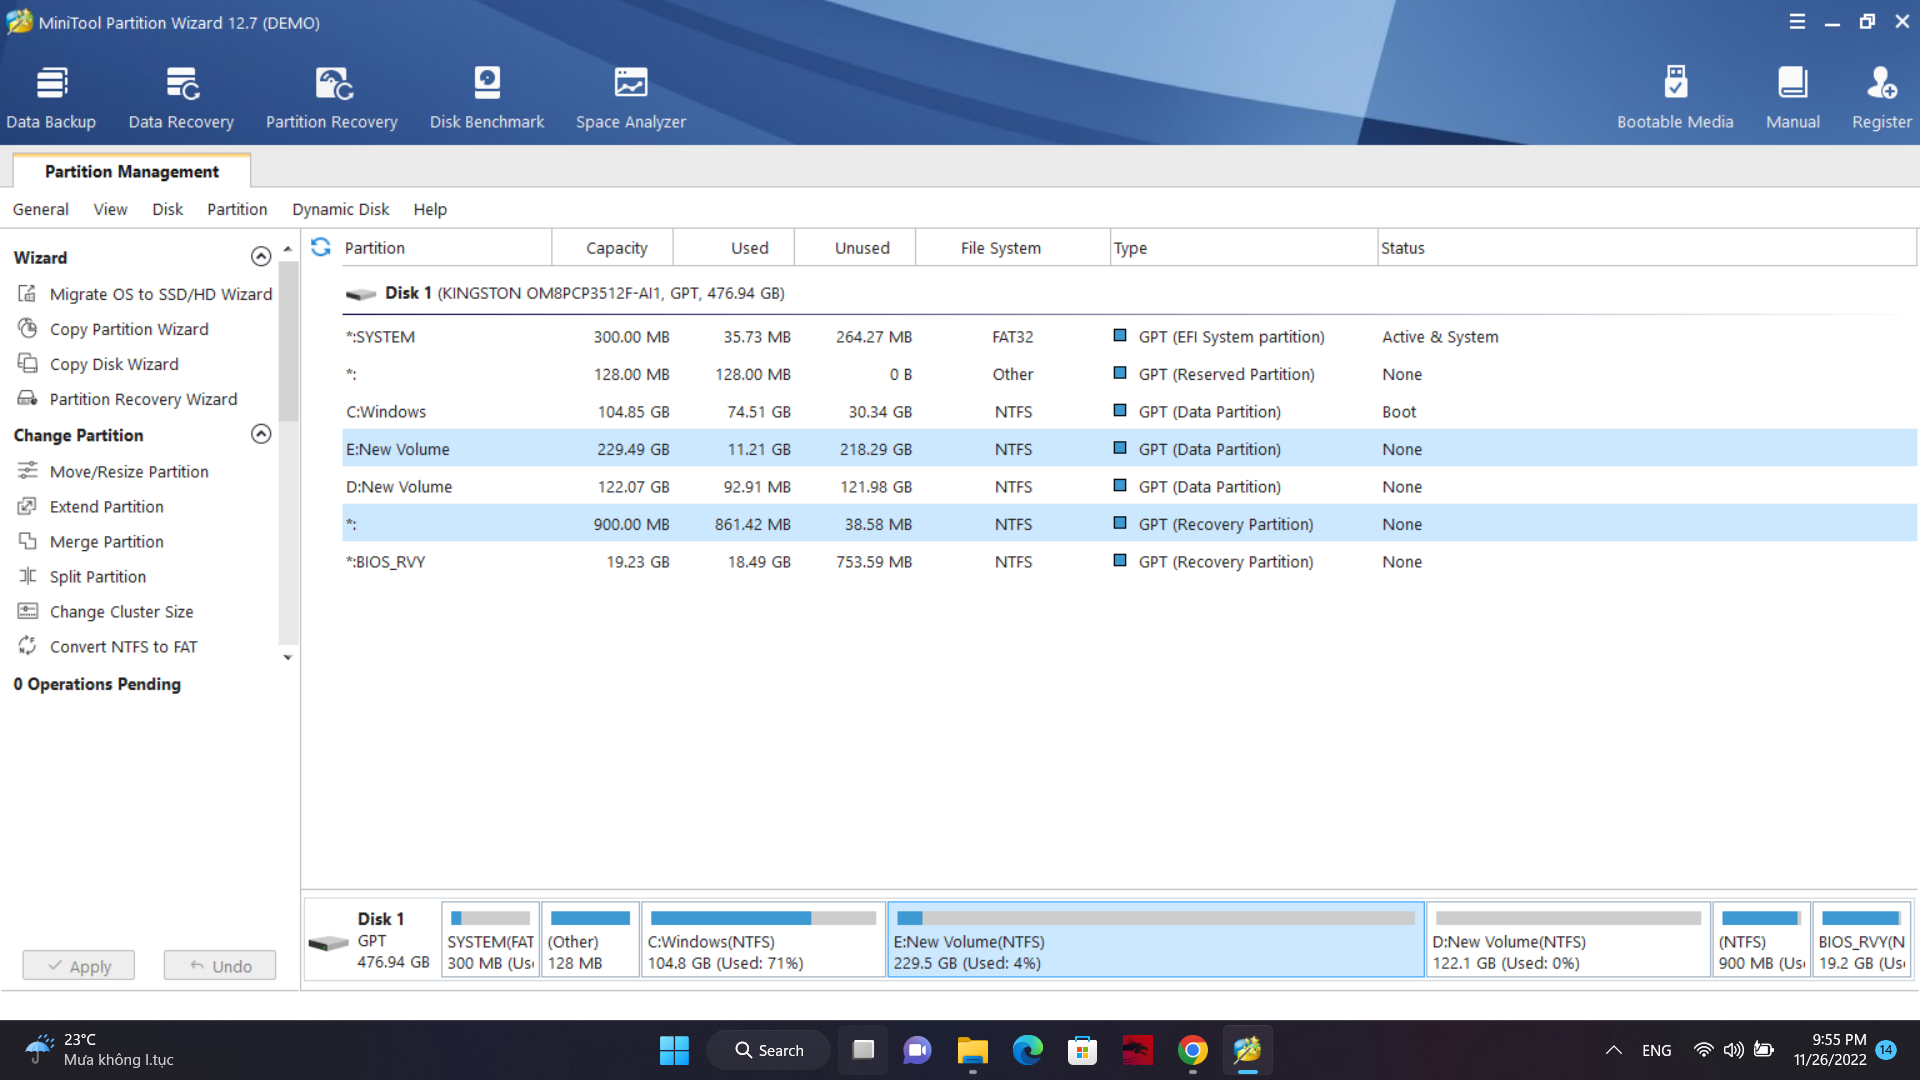 MiniTool Partition Wizard 12.7 (DEMO)
Data Backup
Data Recovery
Partition Recovery
Disk Benchmark
Space Analyzer
Bootable Media
Manual
Register
Partition Management
General View Disk Partition Dynamic Disk Help
Wizard
Migrate OS to SSD/HD Wizard
Copy Partition Wizard
Copy Disk Wizard
Partition Recovery Wizard
Change Partition
Move/Resize Partition
Extend Partition
Merge Partition
Split Partition
Change Cluster Size
Convert NTFS to FAT
0 Operations Pending
Apply
Undo
Partition Capacity Used Unused File System Type Status
Disk 1 (KINGSTON OM8PCP3512F-AI1, GPT, 476.94 GB)
*:SYSTEM 300.00 MB 35.73 MB 264.27 MB FAT32 GPT (EFI System partition) Active & System
*: 128.00 MB 128.00 MB 0 B Other GPT (Reserved Partition) None
C:Windows 104.85 GB 74.51 GB 30.34 GB NTFS GPT (Data Partition) Boot
E:New Volume 229.49 GB 11.21 GB 218.29 GB NTFS GPT (Data Partition) None
D:New Volume 122.07 GB 92.91 MB 121.98 GB NTFS GPT (Data Partition) None
*: 900.00 MB 861.42 MB 38.58 MB NTFS GPT (Recovery Partition) None
*:BIOS_RVY 19.23 GB 18.49 GB 753.59 MB NTFS GPT (Recovery Partition) None
Disk 1
GPT
476.94 GB
SYSTEM(FAT
300 MB (Us
(Other)
128 MB
C:Windows(NTFS)
104.8 GB (Used: 71%)
E:New Volume(NTFS)
229.5 GB (Used: 4%)
D:New Volume(NTFS)
122.1 GB (Used: 0%)
(NTFS)
900 MB (Us
BIOS_RVY(N
19.2 GB (Us
23°C
Mưa không l.tục
Search
ENG
9:55 PM
11/26/2022
14